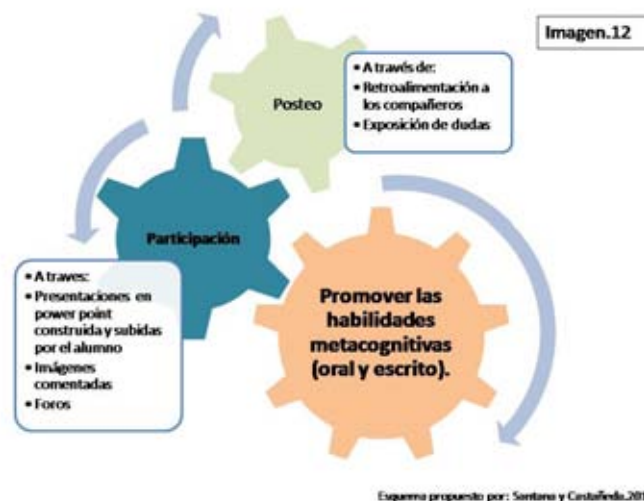 Imagen.12
Posteo
• A través de:
• Retroalimentación a
los compañeros
• Exposición de dudas
Participación
• A traves:
• Presentaciones en
power point
construida y subidas
por el alumno
• Imágenes
comentadas
• Foros
Promover las
habilidades
metacognitivas
(oral y escrito).
Esquema propuesto por: Santana y Castañeda.